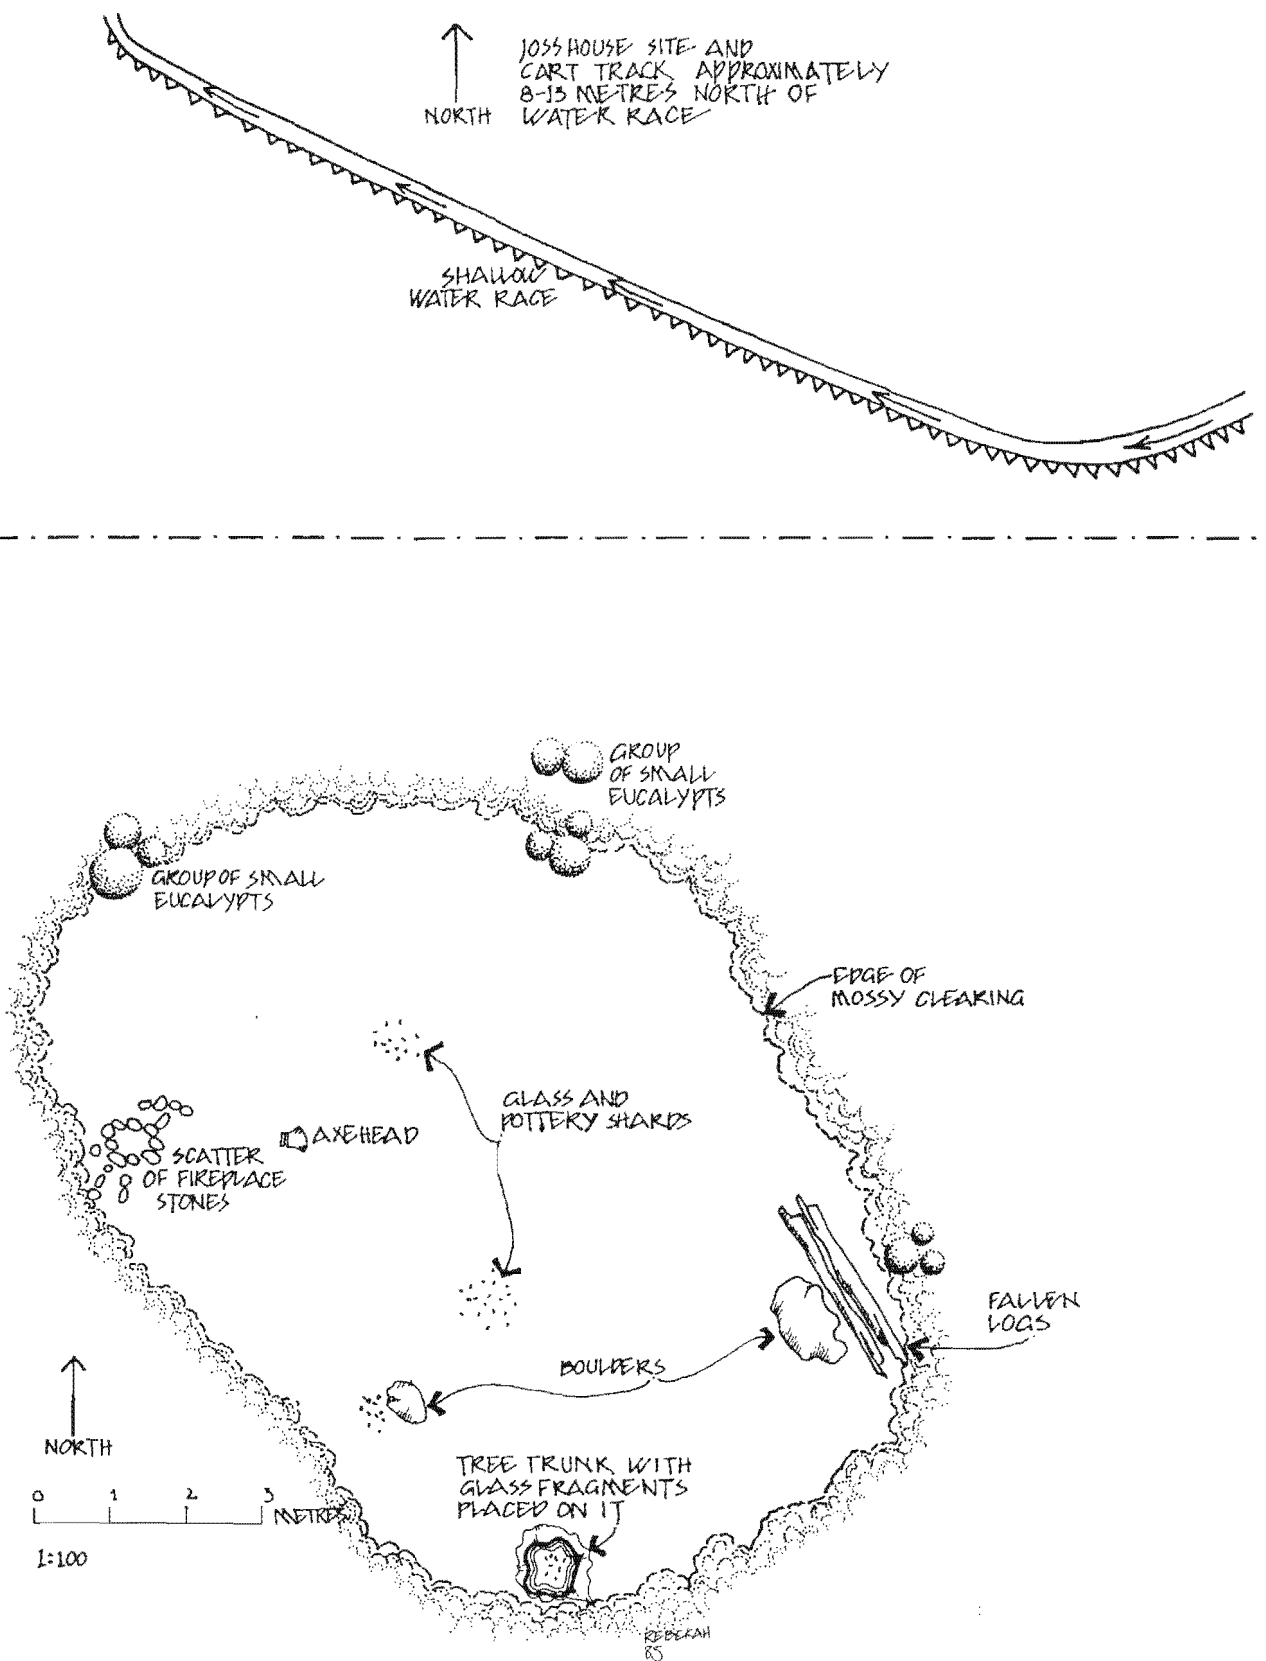 JOSS HOUSE SITE AND
CART TRACK APPROXIMATELY
8-13 METRES NORTH OF
WATER RACE
NORTH
SHALLOW
WATER RACE
GROUP
OF SMALL
EUCALYPTS
GROUP OF SMALL
EUCALYPTS
EDGE OF
MOSSY CLEARING
GLASS AND
POTTERY SHARDS
AXEHEAD
SCATTER
OF FIREPLACE
STONES
FALLEN
LOGS
BOULDERS
NORTH
TREE TRUNK WITH
GLASS FRAGMENTS
PLACED ON IT
0 1 2 3
METRES
1:100
REBEKAH
85